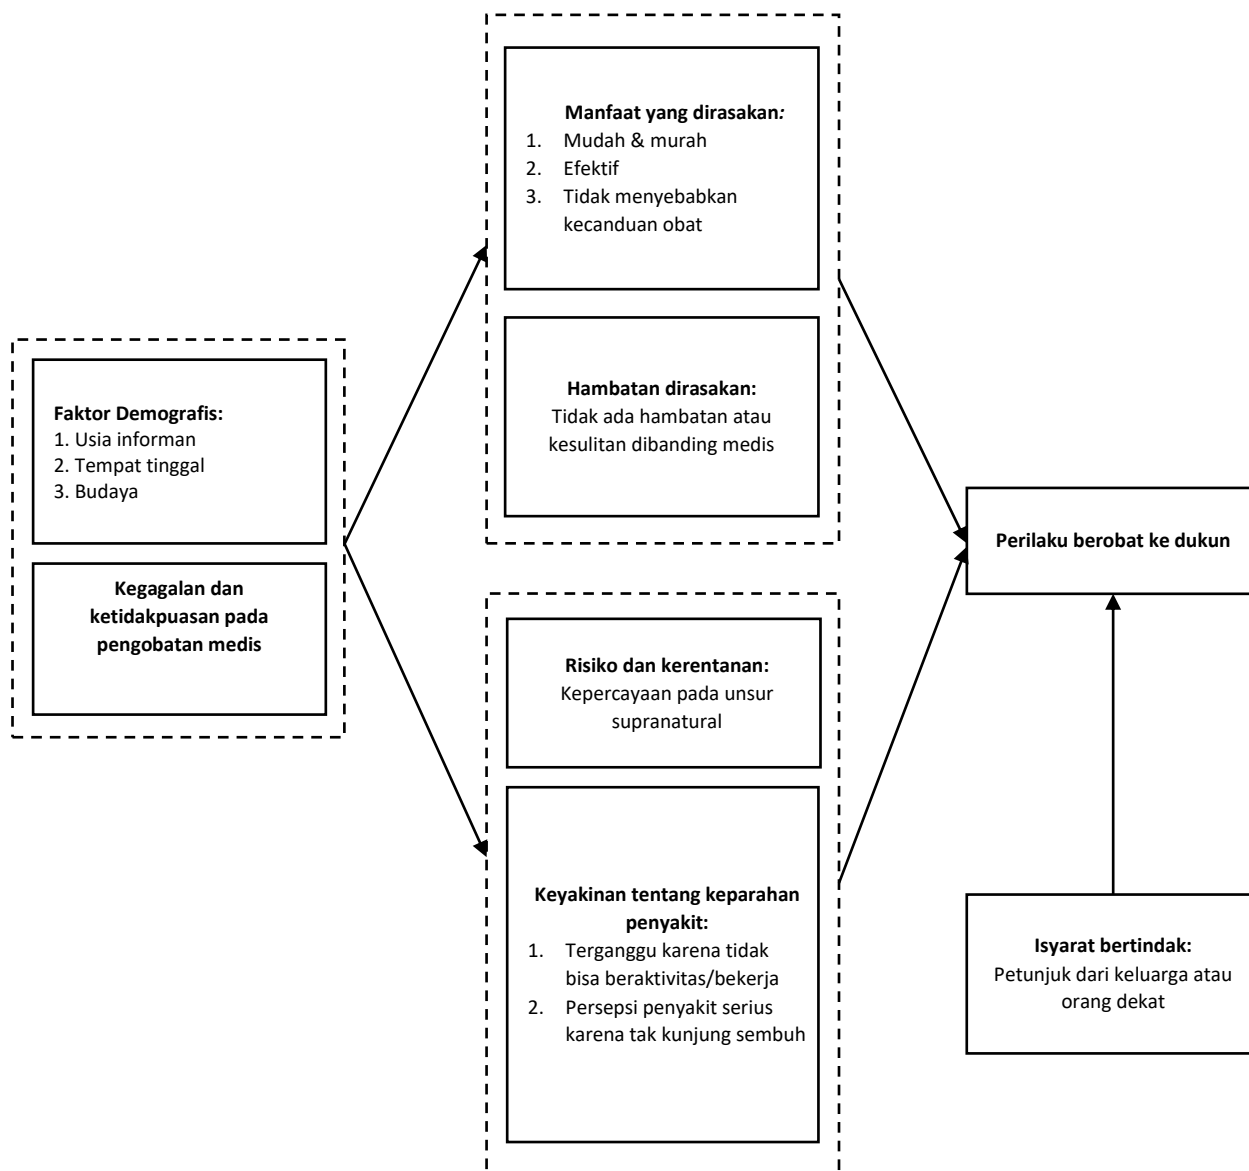 Manfaat yang dirasakan:
1. Mudah & murah
2. Efektif
3. Tidak menyebabkan
kecanduan obat
Hambatan dirasakan:
Tidak ada hambatan atau
kesulitan dibanding medis
Faktor Demografis:
1. Usia informan
2. Tempat tinggal
3. Budaya
Kegagalan dan
ketidakpuasan pada
pengobatan medis
Perilaku berobat ke dukun
Risiko dan kerentanan:
Kepercayaan pada unsur
supranatural
Keyakinan tentang keparahan
penyakit:
1. Terganggu karena tidak
bisa beraktivitas/bekerja
2. Persepsi penyakit serius
karena tak kunjung sembuh
Isyarat bertindak:
Petunjuk dari keluarga atau
orang dekat